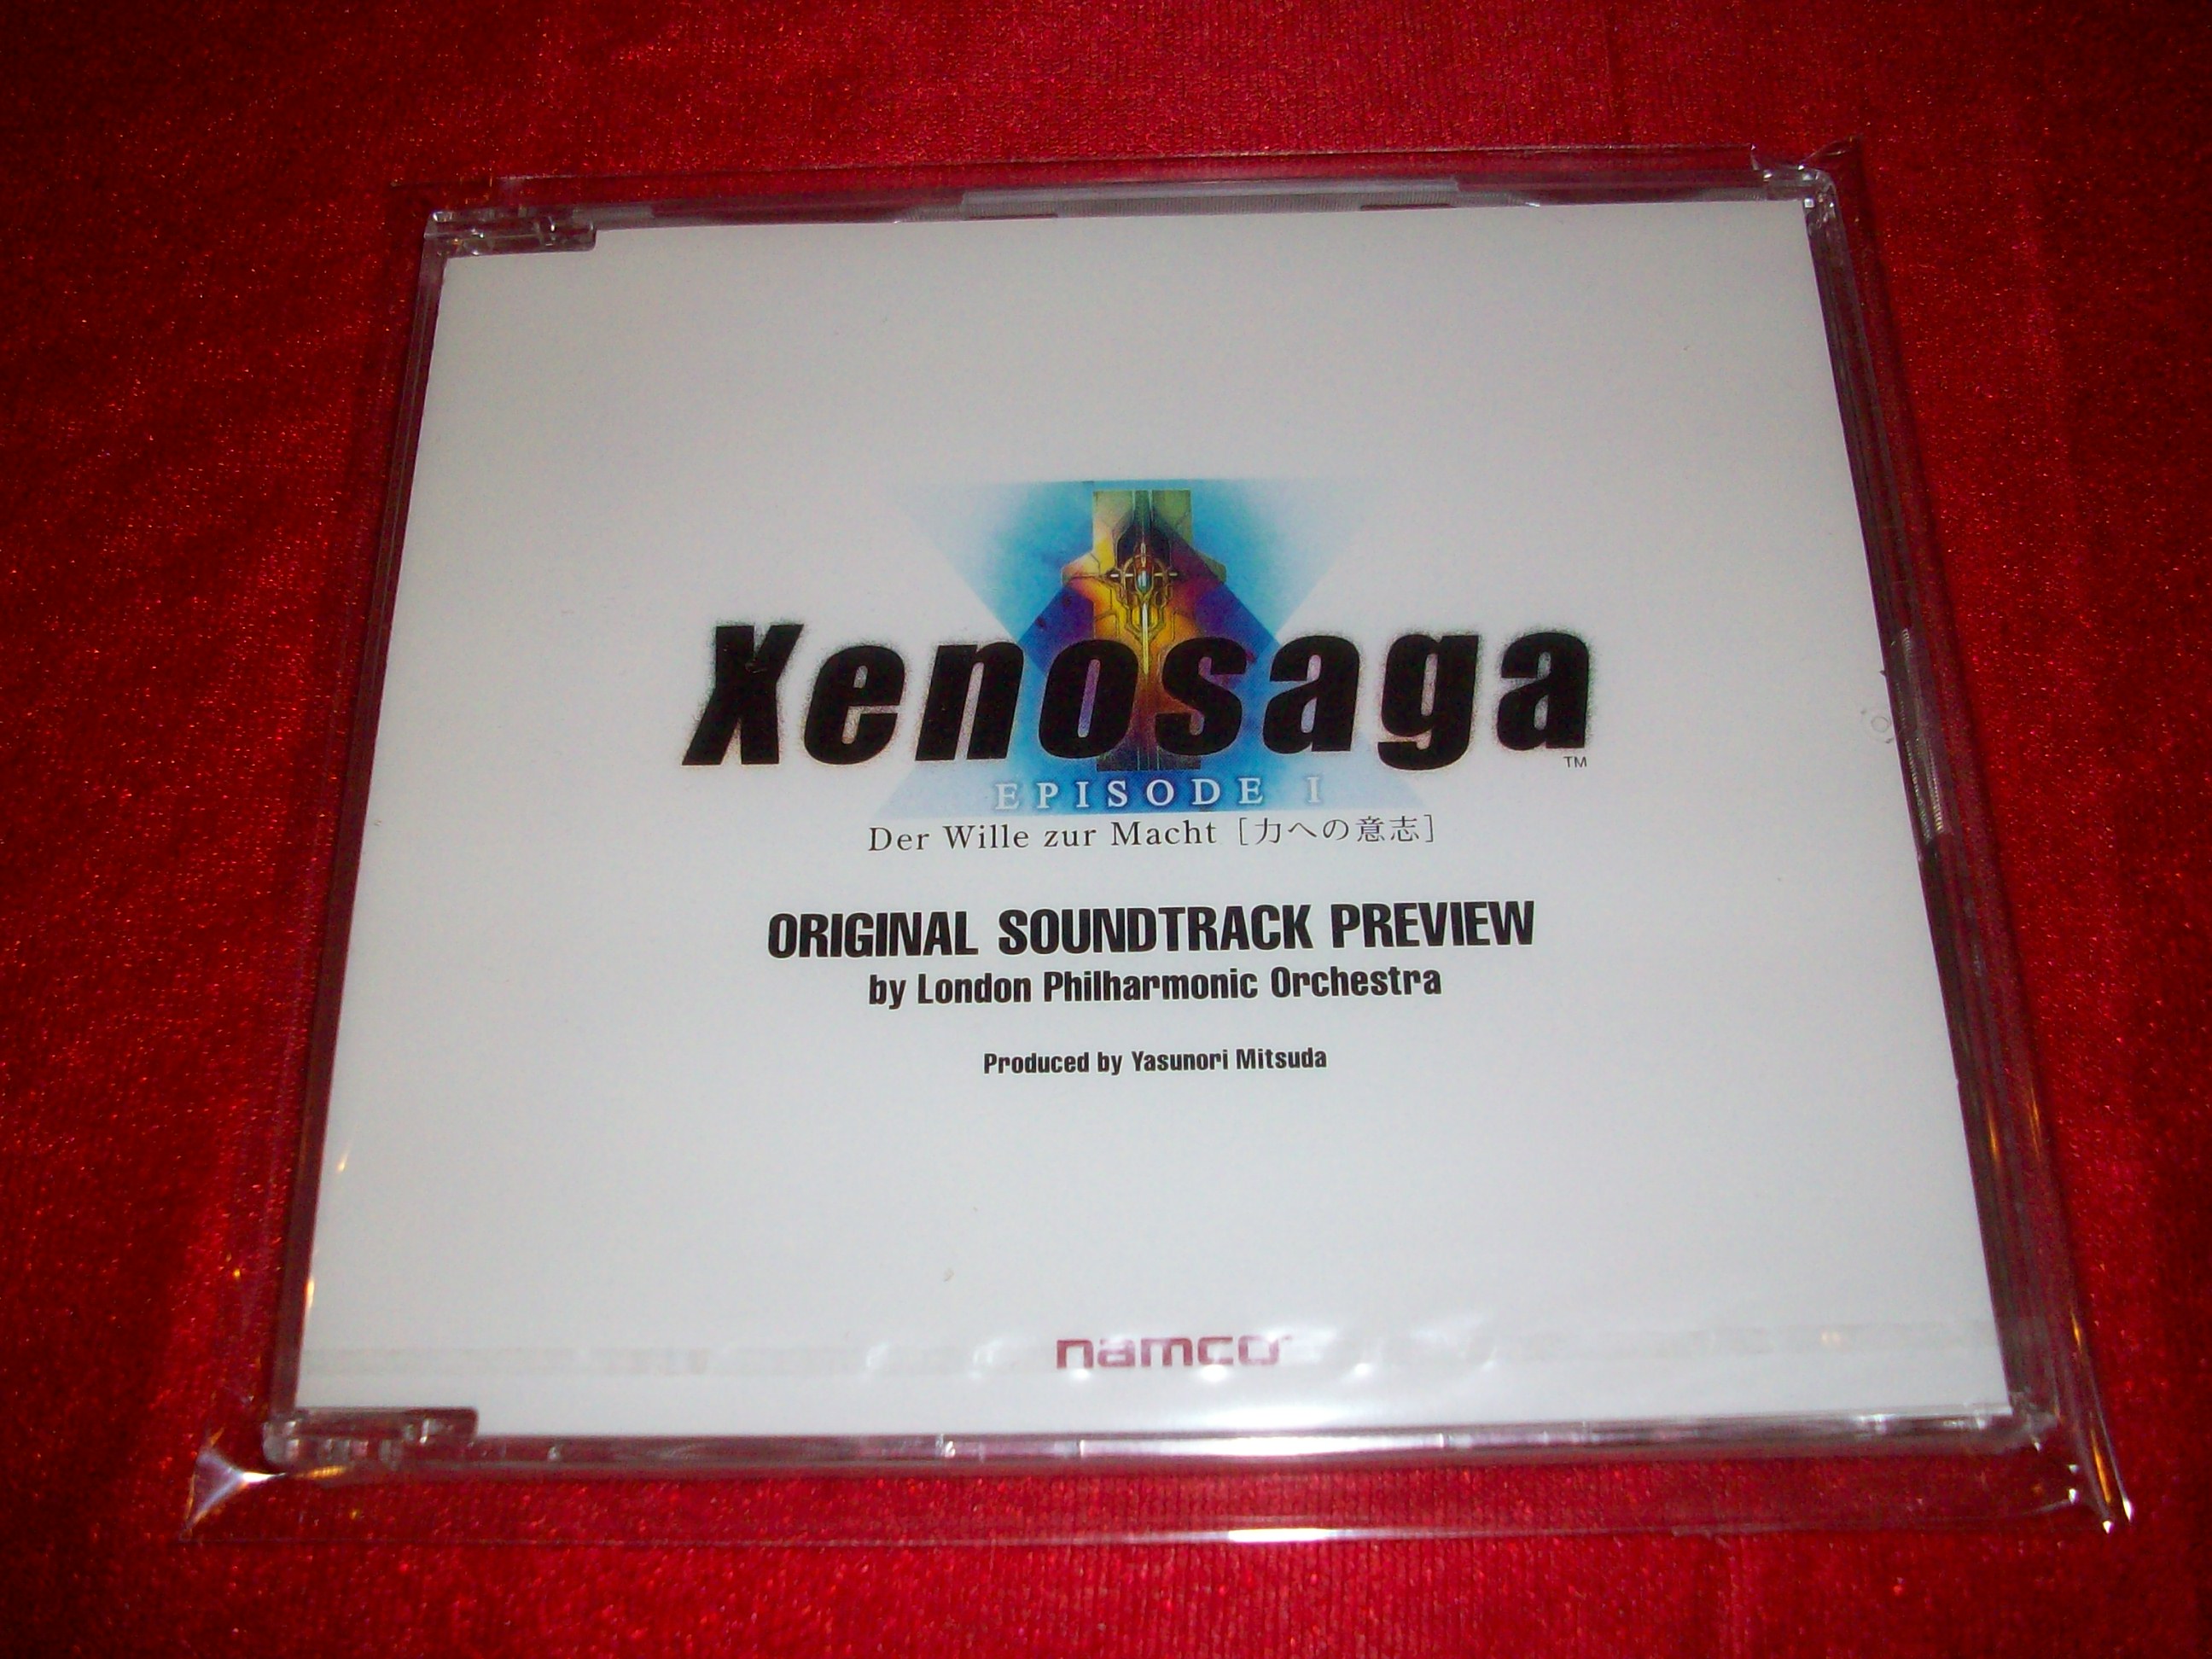 Xenosaga
TM
EPISODE I
Der Wille zur Macht [力への意志]
ORIGINAL SOUNDTRACK PREVIEW
by London Philharmonic Orchestra
Produced by Yasunori Mitsuda
namco